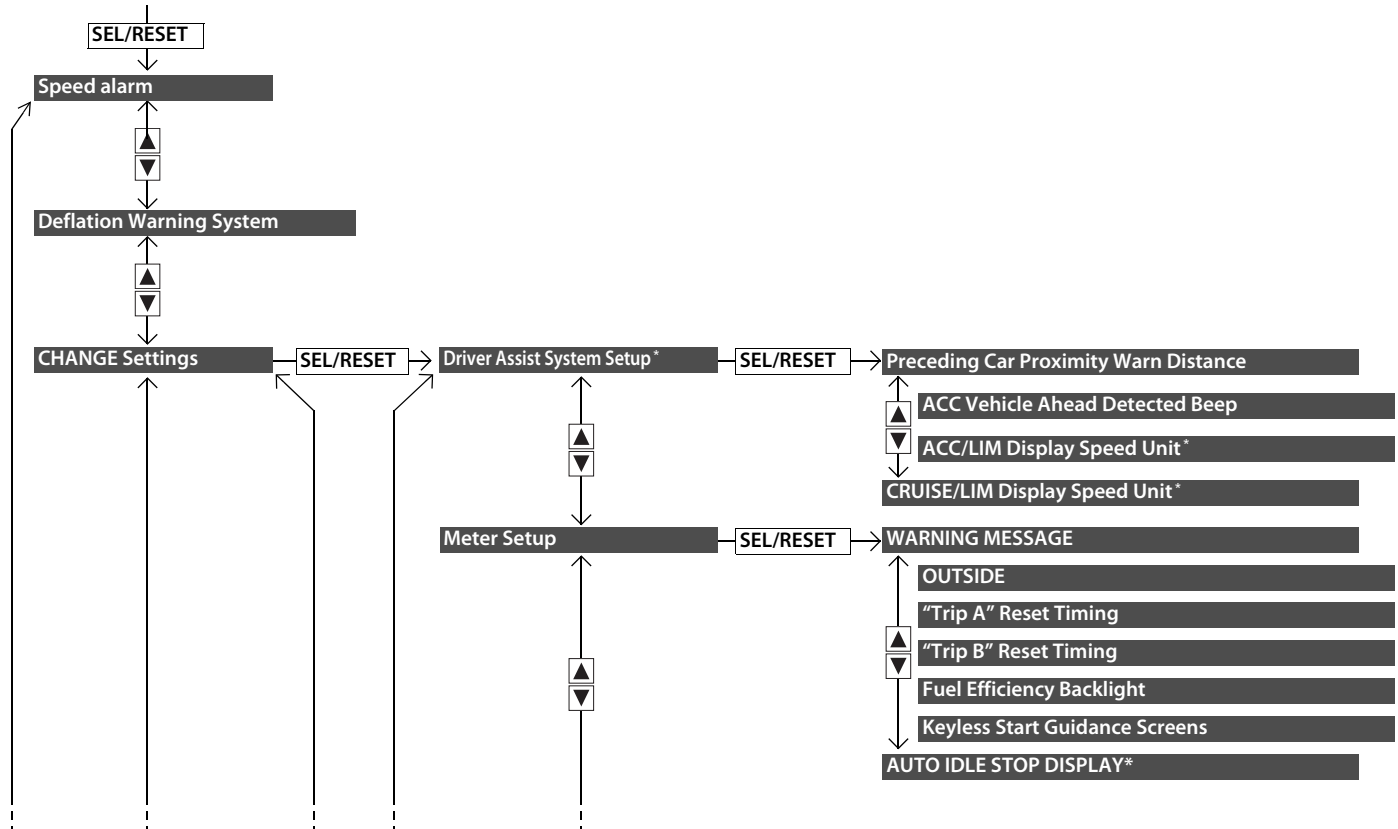 SEL/RESET
Speed alarm
▲
▼
Deflation Warning System
▲
▼
CHANGE Settings
SEL/RESET
Driver Assist System Setup*
SEL/RESET
Preceding Car Proximity Warn Distance
▲
▼
ACC Vehicle Ahead Detected Beep
ACC/LIM Display Speed Unit*
CRUISE/LIM Display Speed Unit*
▲
▼
Meter Setup
SEL/RESET
WARNING MESSAGE
OUTSIDE
“Trip A” Reset Timing
▲
▼
“Trip B” Reset Timing
Fuel Efficiency Backlight
Keyless Start Guidance Screens
AUTO IDLE STOP DISPLAY*
▲
▼